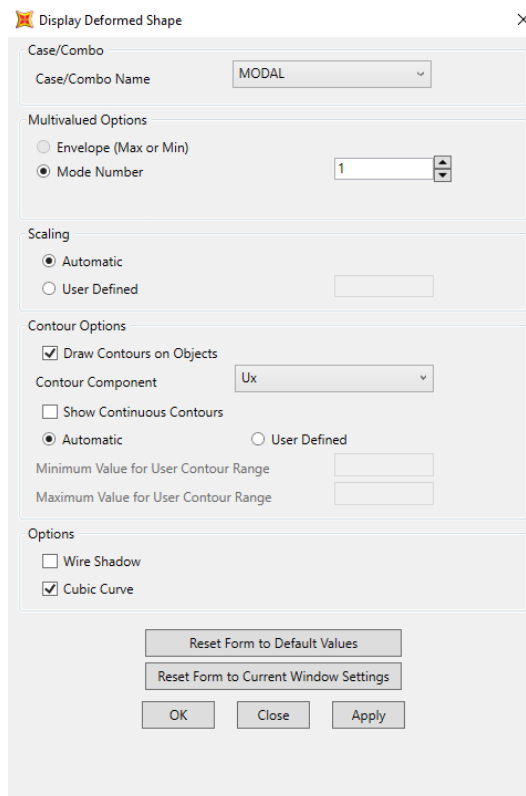 Display Deformed Shape
Case/Combo
Case/Combo Name MODAL
Multivalued Options
Envelope (Max or Min)
Mode Number 1
Scaling
Automatic
User Defined
Contour Options
Draw Contours on Objects
Contour Component Ux
Show Continuous Contours
Automatic User Defined
Minimum Value for User Contour Range
Maximum Value for User Contour Range
Options
Wire Shadow
Cubic Curve
Reset Form to Default Values
Reset Form to Current Window Settings
OK Close Apply